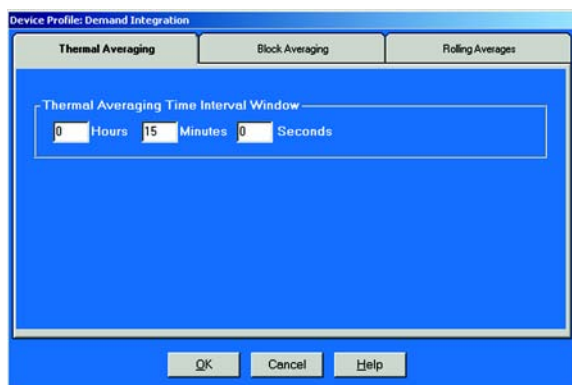 Device Profile: Demand Integration
Thermal Averaging Block Averaging Rolling Averages
Thermal Averaging Time Interval Window
0 Hours 15 Minutes 0 Seconds
OK Cancel Help